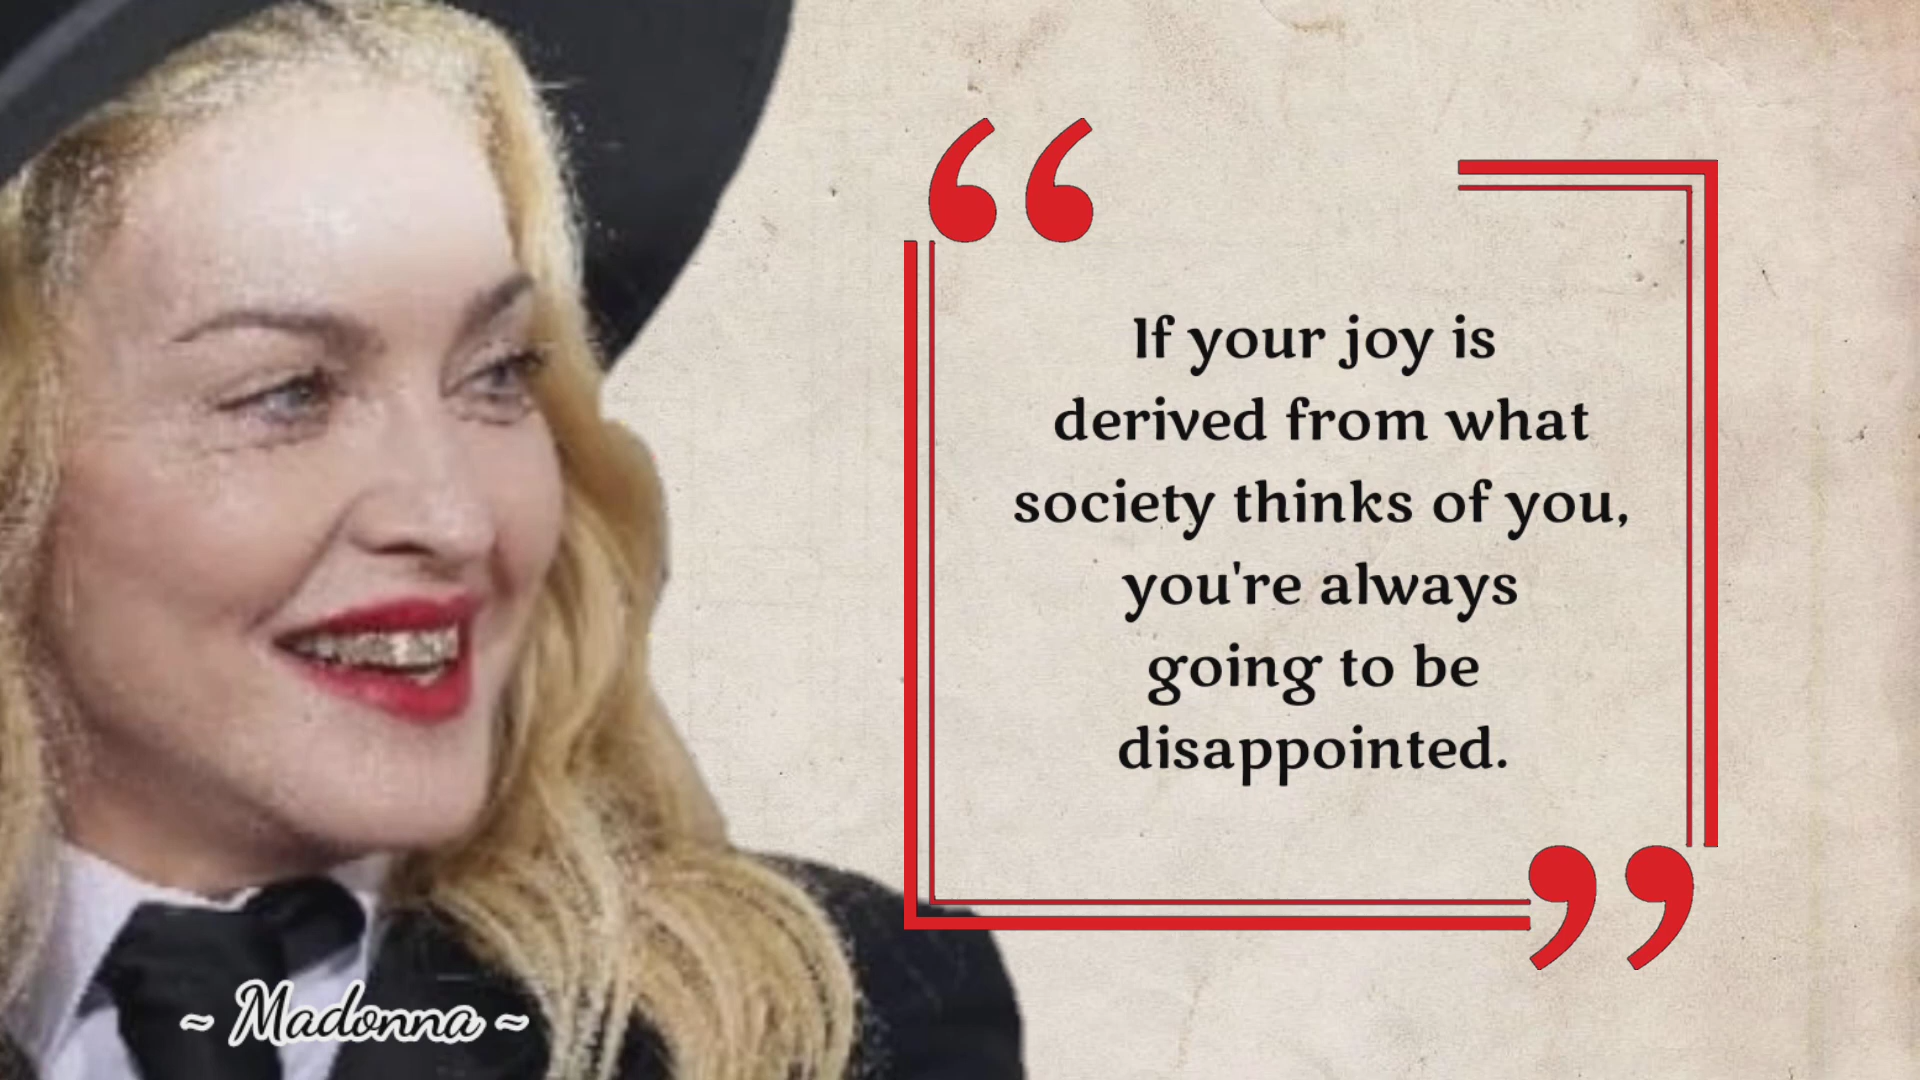 If your joy is
derived from what
society thinks of you,
you're always
going to be
disappointed.
~ Madonna ~